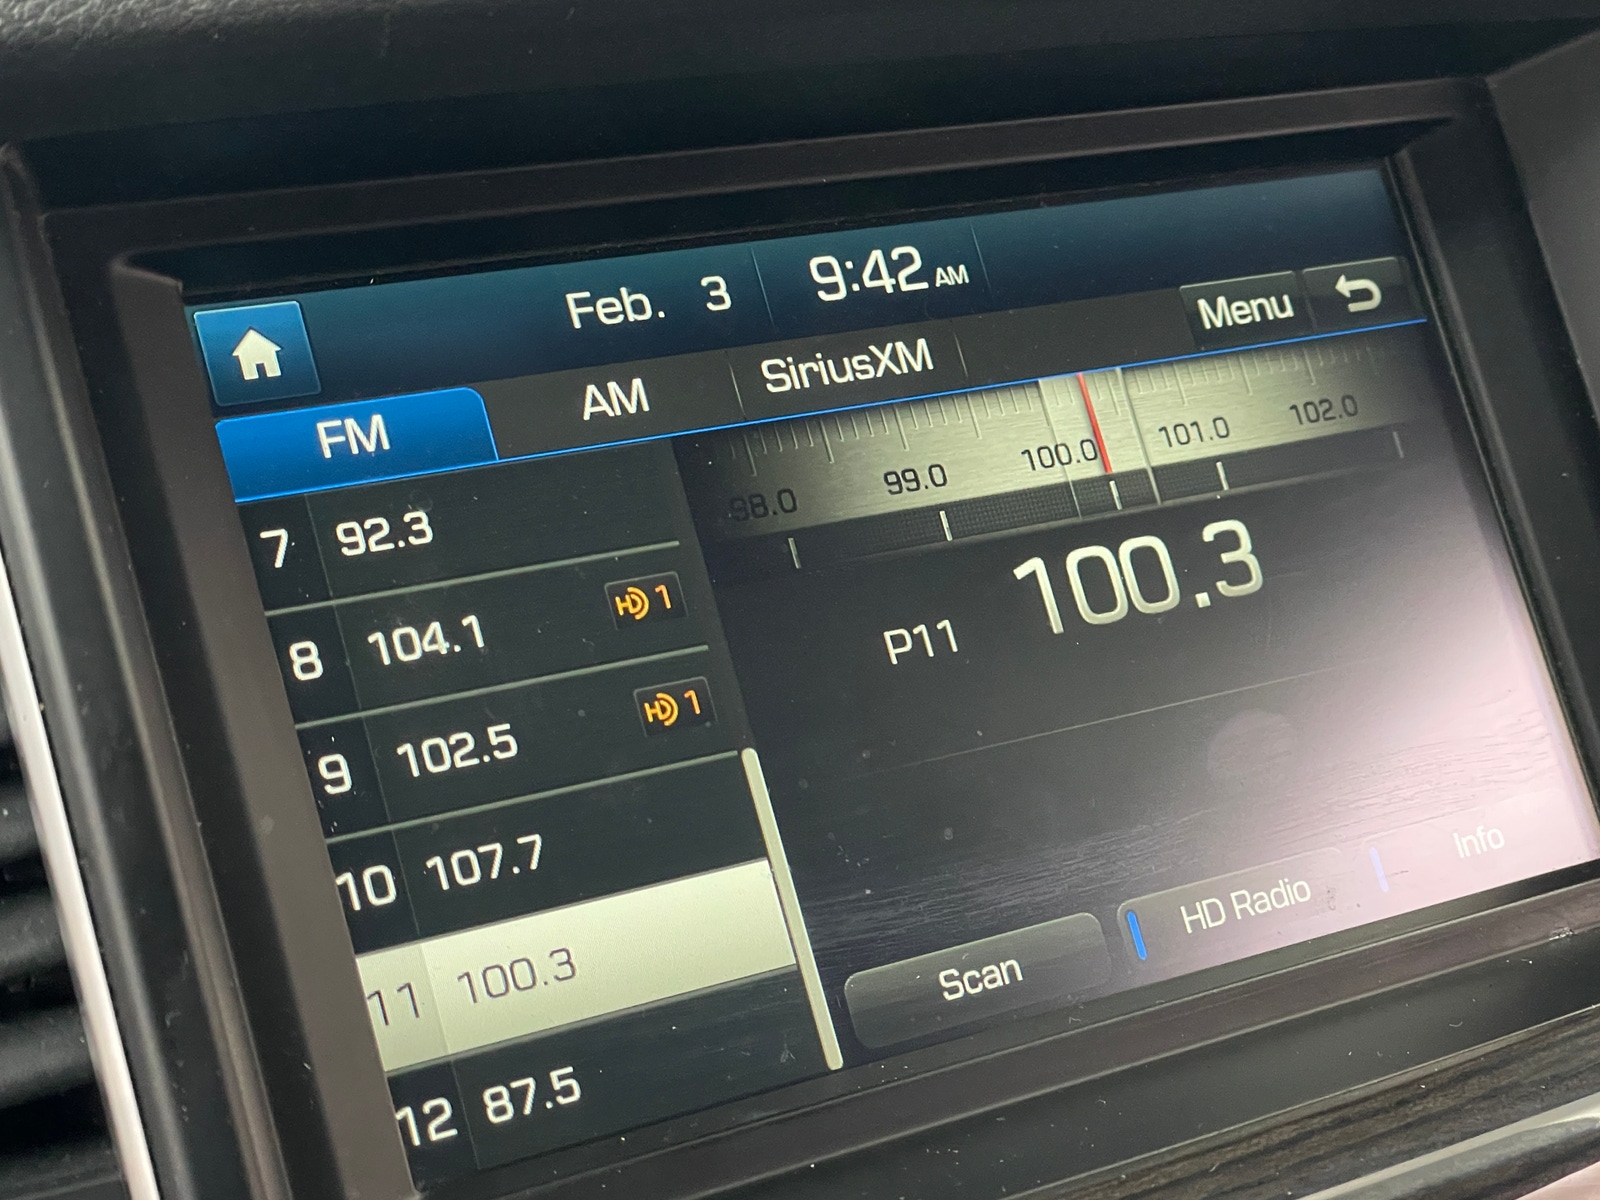 Feb. 3 9:42 AM
FM AM SiriusXM Menu
98.0 99.0 100.0 101.0 102.0
7 92.3
8 104.1 HD 1
9 102.5 HD 1
10 107.7
11 100.3
12 87.5
P11 100.3
Scan HD Radio Info